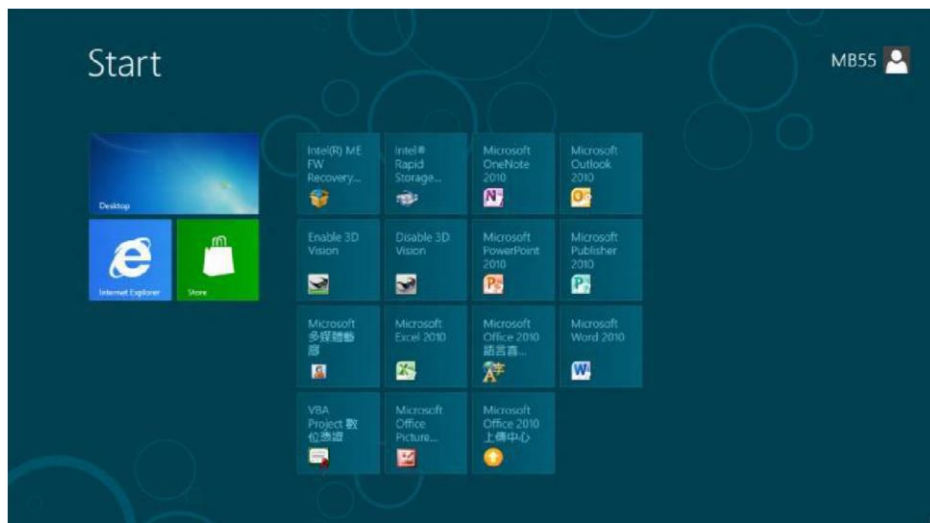 Start
MB55
Desktop
Internet Explorer
Store
Intel(R) ME
FW
Recovery...
Intel®
Rapid
Storage...
Microsoft
OneNote
2010
Microsoft
Outlook
2010
Enable 3D
Vision
Disable 3D
Vision
Microsoft
PowerPoint
2010
Microsoft
Publisher
2010
Microsoft
多媒體藝
廊
Microsoft
Excel 2010
Microsoft
Office 2010
語言喜...
Microsoft
Word 2010
VBA
Project 數
位憑證
Microsoft
Office
Picture...
Microsoft
Office 2010
上傳中心